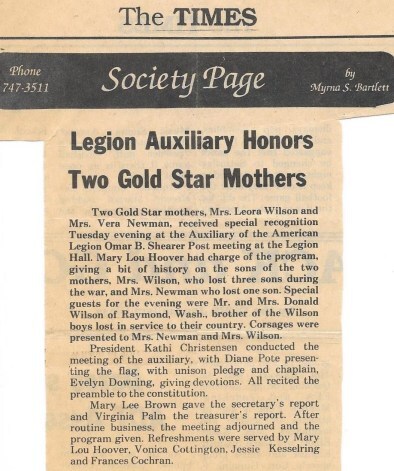 The TIMES
Phone
747-3511
Society Page
by
Myrna S. Bartlett
Legion Auxiliary Honors
Two Gold Star Mothers
Two Gold Star mothers, Mrs. Leora Wilson and
Mrs. Vera Newman, received special recognition
Tuesday evening at the Auxiliary of the American
Legion Omar B. Shearer Post meeting at the Legion
Hall. Mary Lou Hoover had charge of the program,
giving a bit of history on the sons of the two
mothers, Mrs. Wilson, who lost three sons during
the war, and Mrs. Newman who lost one son. Special
guests for the evening were Mr. and Mrs. Donald
Wilson of Raymond, Wash., brother of the Wilson
boys lost in service to their country. Corsages were
presented to Mrs. Newman and Mrs. Wilson.
President Kathi Christensen conducted the
meeting of the auxiliary, with Diane Pote presen-
ting the flag, with unison pledge and chaplain,
Evelyn Downing, giving devotions. All recited the
preamble to the constitution.
Mary Lee Brown gave the secretary's report
and Virginia Palm the treasurer's report. After
routine business, the meeting adjourned and the
program given. Refreshments were served by Mary
Lou Hoover, Vonica Cottington, Jessie Kesselring
and Frances Cochran.